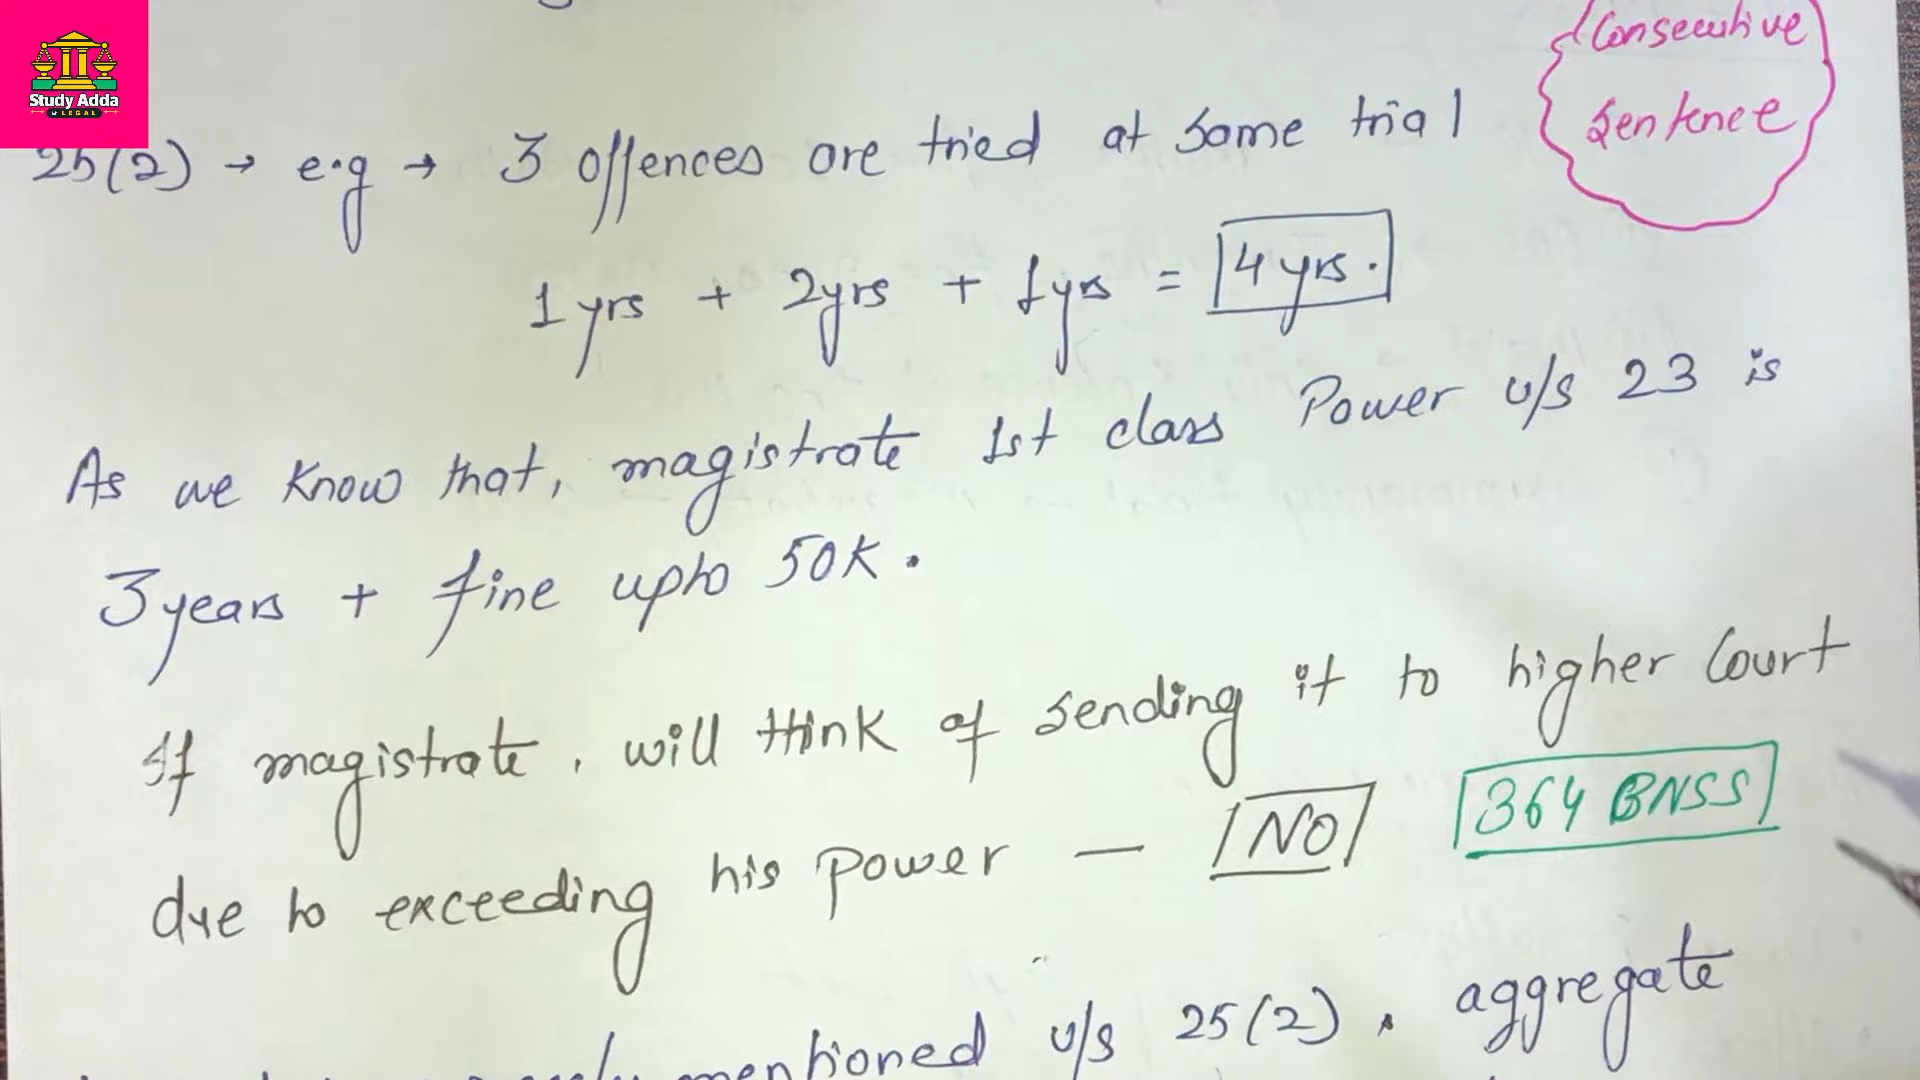 Consecutive
Sentence
Study Adda
LEGAL
25(2) → e.g → 3 offences are tried at same trial
1 yrs + 2yrs + 1yrs = 4 yrs.
As we know that, magistrate 1st class Power u/s 23 is
3 years + fine upto 50K.
If magistrate, will think of sending it to higher Court
due to exceeding his power — NO 364 BNSS
mentioned u/s 25(2), aggregate